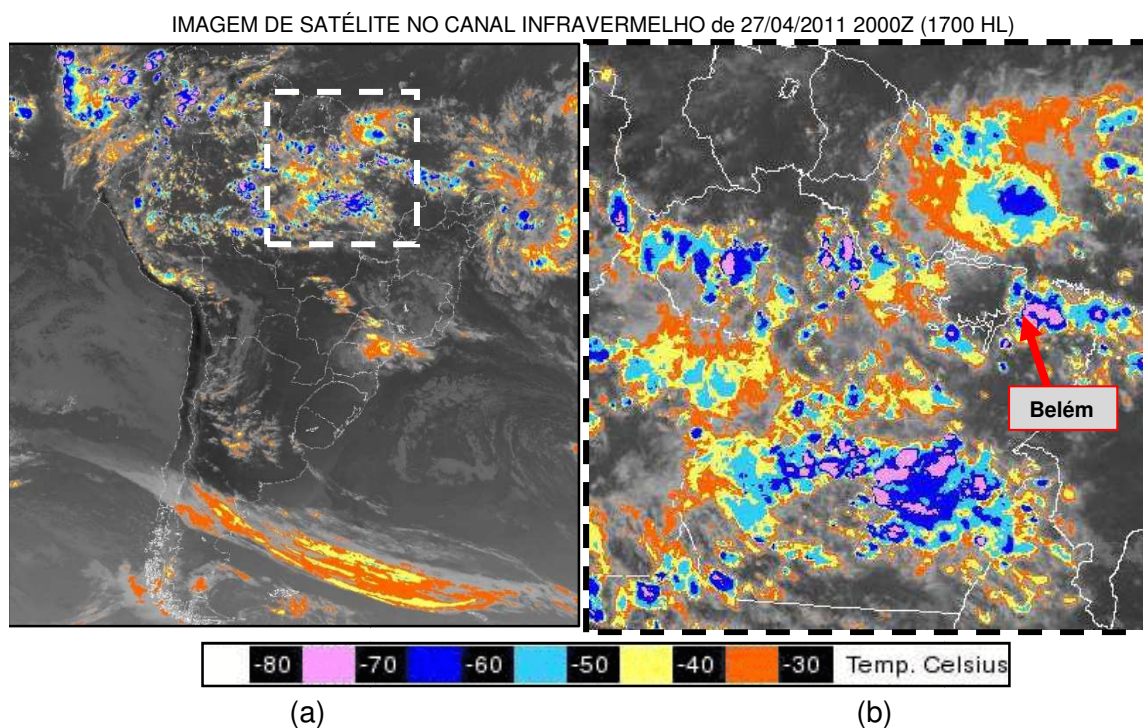 IMAGEM DE SATÉLITE NO CANAL INFRAVERMELHO de 27/04/2011 2000Z (1700 HL)
Belém
-80 -70 -60 -50 -40 -30 Temp. Celsius
(a) (b)